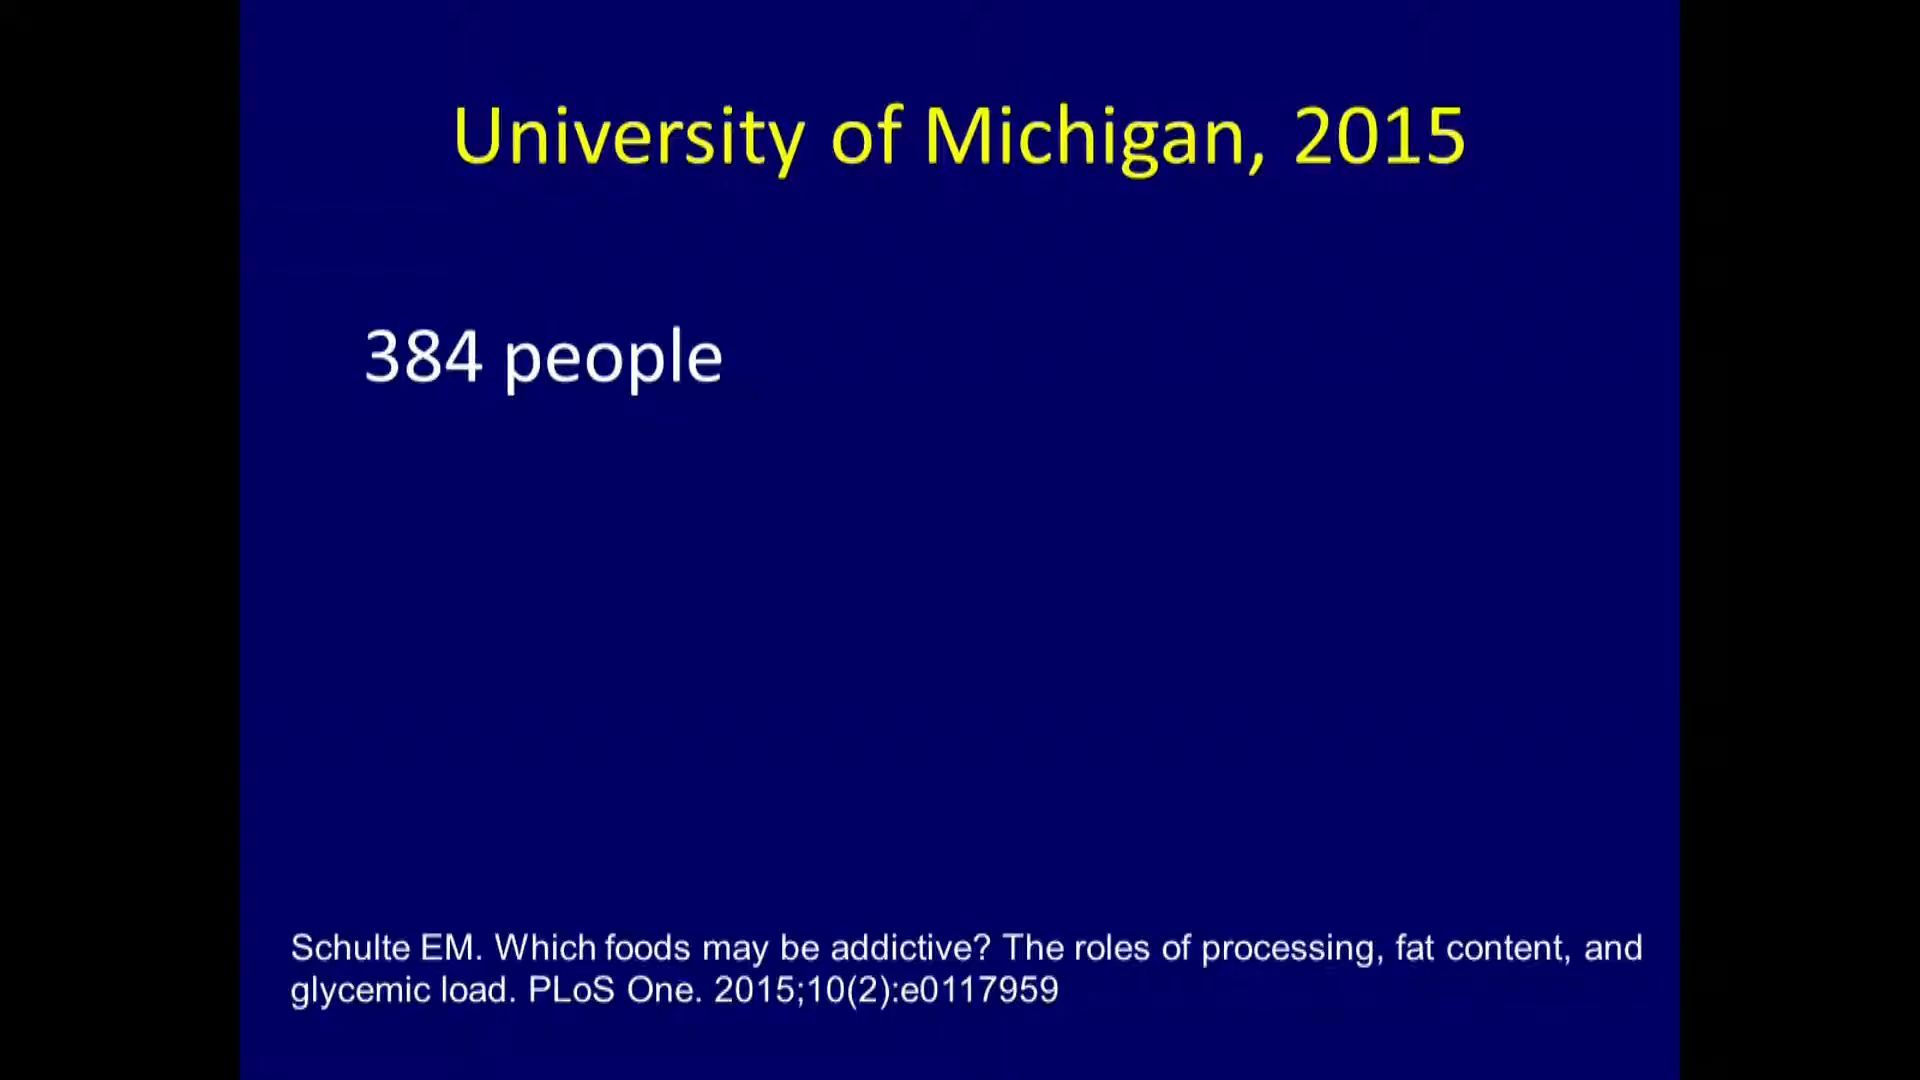 University of Michigan, 2015
384 people
Schulte EM. Which foods may be addictive? The roles of processing, fat content, and
glycemic load. PLoS One. 2015;10(2):e0117959